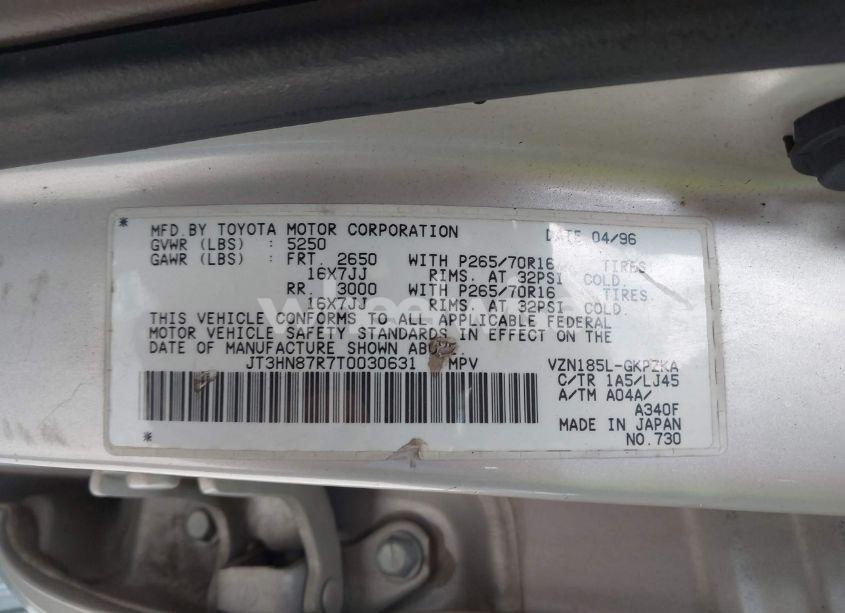 * MFD.BY TOYOTA MOTOR CORPORATION DATE 04/96
GVWR (LBS) : 5250
GAWR (LBS) : FRT. 2650 WITH P265/70R16 TIRES
16X7JJ RIMS. AT 32PSI COLD.
RR. 3000 WITH P265/70R16 TIRES.
16X7JJ RIMS. AT 32PSI COLD.
THIS VEHICLE CONFORMS TO ALL APPLICABLE FEDERAL
MOTOR VEHICLE SAFETY STANDARDS IN EFFECT ON THE
DATE OF MANUFACTURE SHOWN ABOVE.
JT3HN87R7T0030631 MPV VZN185L-GKPZKA
C/TR 1A5/LJ45
A/TM A04A/
A340F
MADE IN JAPAN
* NO.730